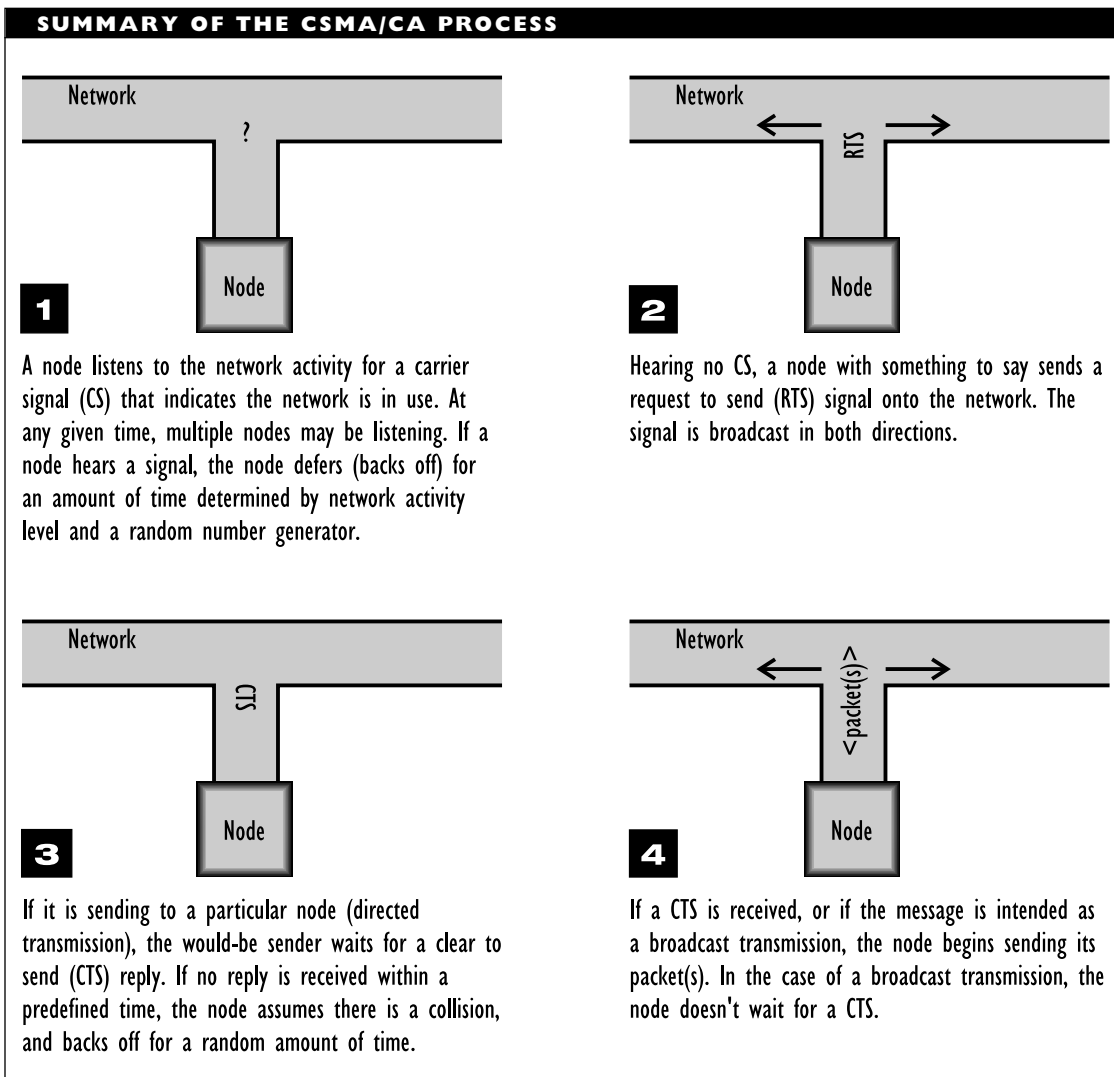 SUMMARY OF THE CSMA/CA PROCESS
Network
?
Node
1
A node listens to the network activity for a carrier
signal (CS) that indicates the network is in use. At
any given time, multiple nodes may be listening. If a
node hears a signal, the node defers (backs off) for
an amount of time determined by network activity
level and a random number generator.
Network
RTS
Node
2
Hearing no CS, a node with something to say sends a
request to send (RTS) signal onto the network. The
signal is broadcast in both directions.
Network
CTS
Node
3
If it is sending to a particular node (directed
transmission), the would-be sender waits for a clear to
send (CTS) reply. If no reply is received within a
predefined time, the node assumes there is a collision,
and backs off for a random amount of time.
Network
<packet(s)>
Node
4
If a CTS is received, or if the message is intended as
a broadcast transmission, the node begins sending its
packet(s). In the case of a broadcast transmission, the
node doesn't wait for a CTS.